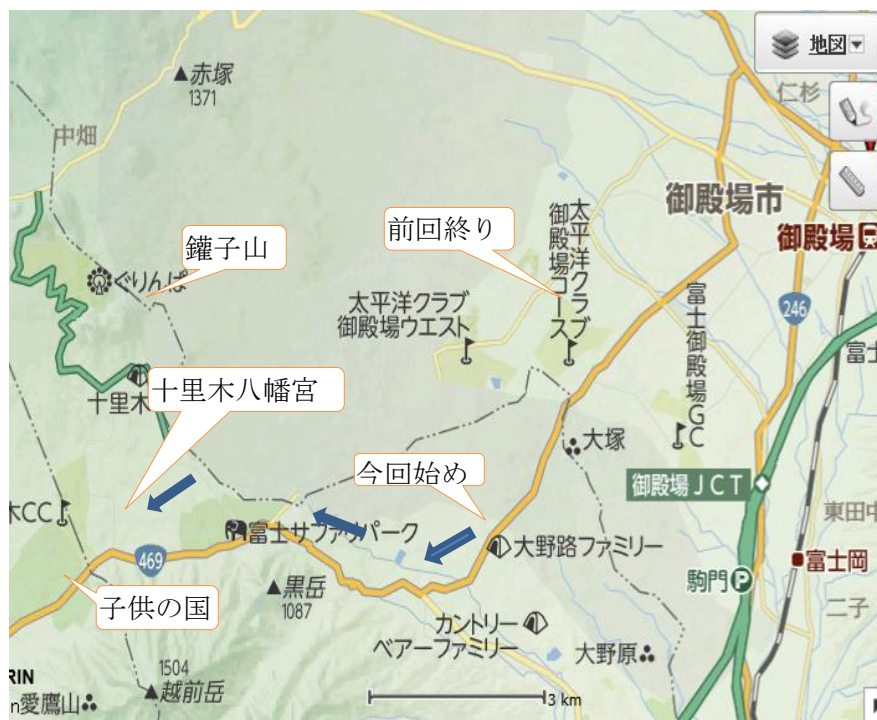 地図
赤塚
1371
仁杉
中畑
御殿場市
鑵子山
前回終り
太平洋クラブ
御殿場コース
御殿場
ぐりんぱ
太平洋クラブ
御殿場ウエスト
246
富士御殿場GC
富士
十里木
十里木八幡宮
大塚
今回始め
御殿場JCT
木CC
富士サファリパーク
大野路ファミリー
東田中
469
富士岡
黒岳
1087
駒門
P
子供の国
カントリー
ベアーファミリー
二子
大野原
1504
越前岳
RIN
n愛鷹山
3 km